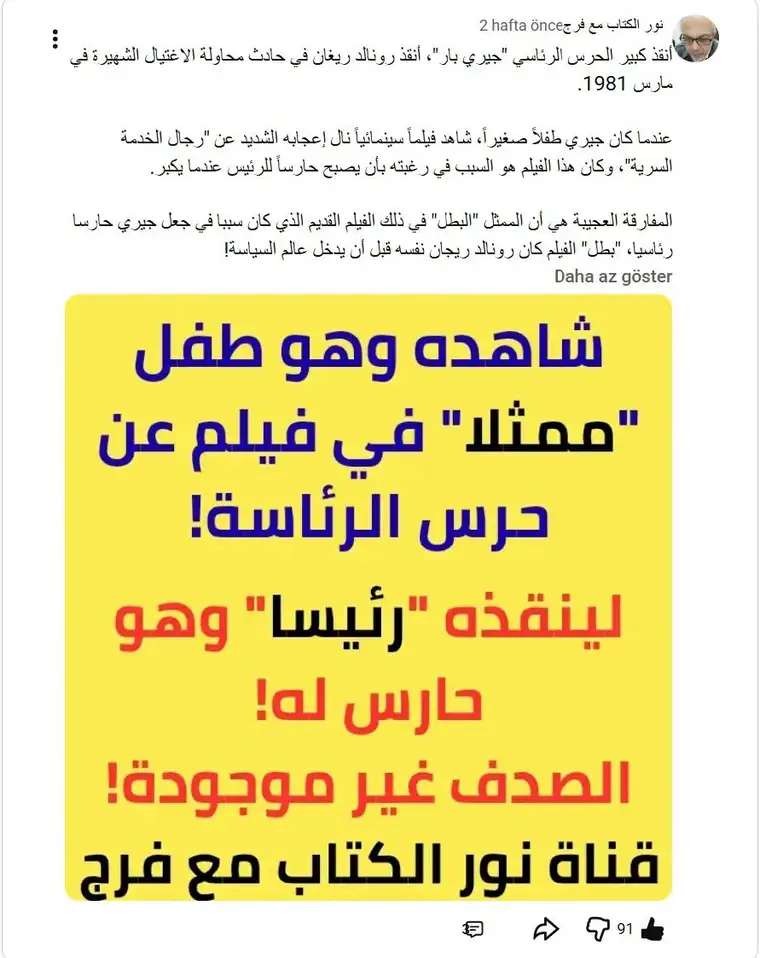 نور الكتاب مع فرج 2 hafta önce
أنقذ كبير الحرس الرئاسي "جيري بار"، أنقذ رونالد ريغان في حادث محاولة الاغتيال الشهيرة في
مارس 1981.
عندما كان جيري طفلاً صغيراً، شاهد فيلماً سينمائياً نال إعجابه الشديد عن "رجال الخدمة
السرية"، وكان هذا الفيلم هو السبب في رغبته بأن يصبح حارساً للرئيس عندما يكبر.
المفارقة العجيبة هي أن الممثل "البطل" في ذلك الفيلم القديم الذي كان سببا في جعل جيري حارسا
رئاسيا، "بطل" الفيلم كان رونالد ريجان نفسه قبل أن يدخل عالم السياسة!
Daha az göster
شاهده وهو طفل
"ممثلا" في فيلم عن
حرس الرئاسة!
لينقذه "رئيسا" وهو
حارس له!
الصدف غير موجودة!
قناة نور الكتاب مع فرج
91
3